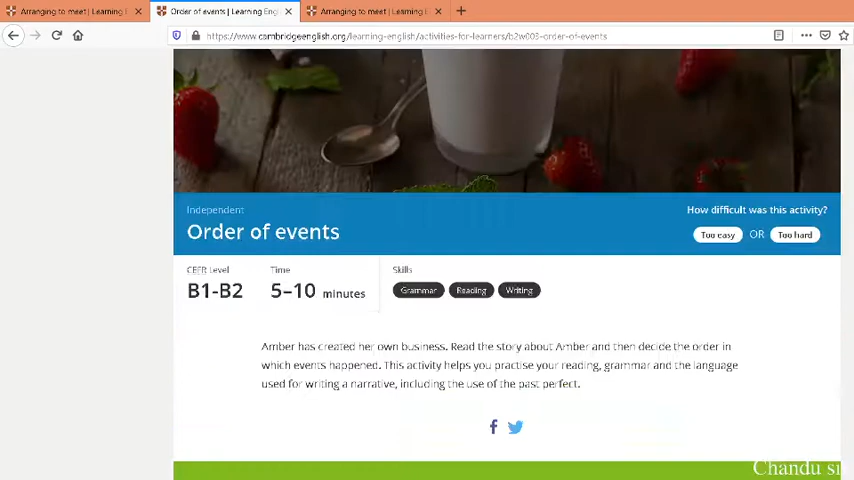 Arranging to meet | Learning E
Order of events | Learning Eng
Arranging to meet | Learning E
https://www.cambridgeenglish.org/learning-english/activities-for-learners/b2w003-order-of-events
Independent
Order of events
How difficult was this activity?
Too easy OR Too hard
CEFR Level
B1-B2
Time
5–10 minutes
Skills
Grammar Reading Writing
Amber has created her own business. Read the story about Amber and then decide the order in
which events happened. This activity helps you practise your reading, grammar and the language
used for writing a narrative, including the use of the past perfect.
Chandu si